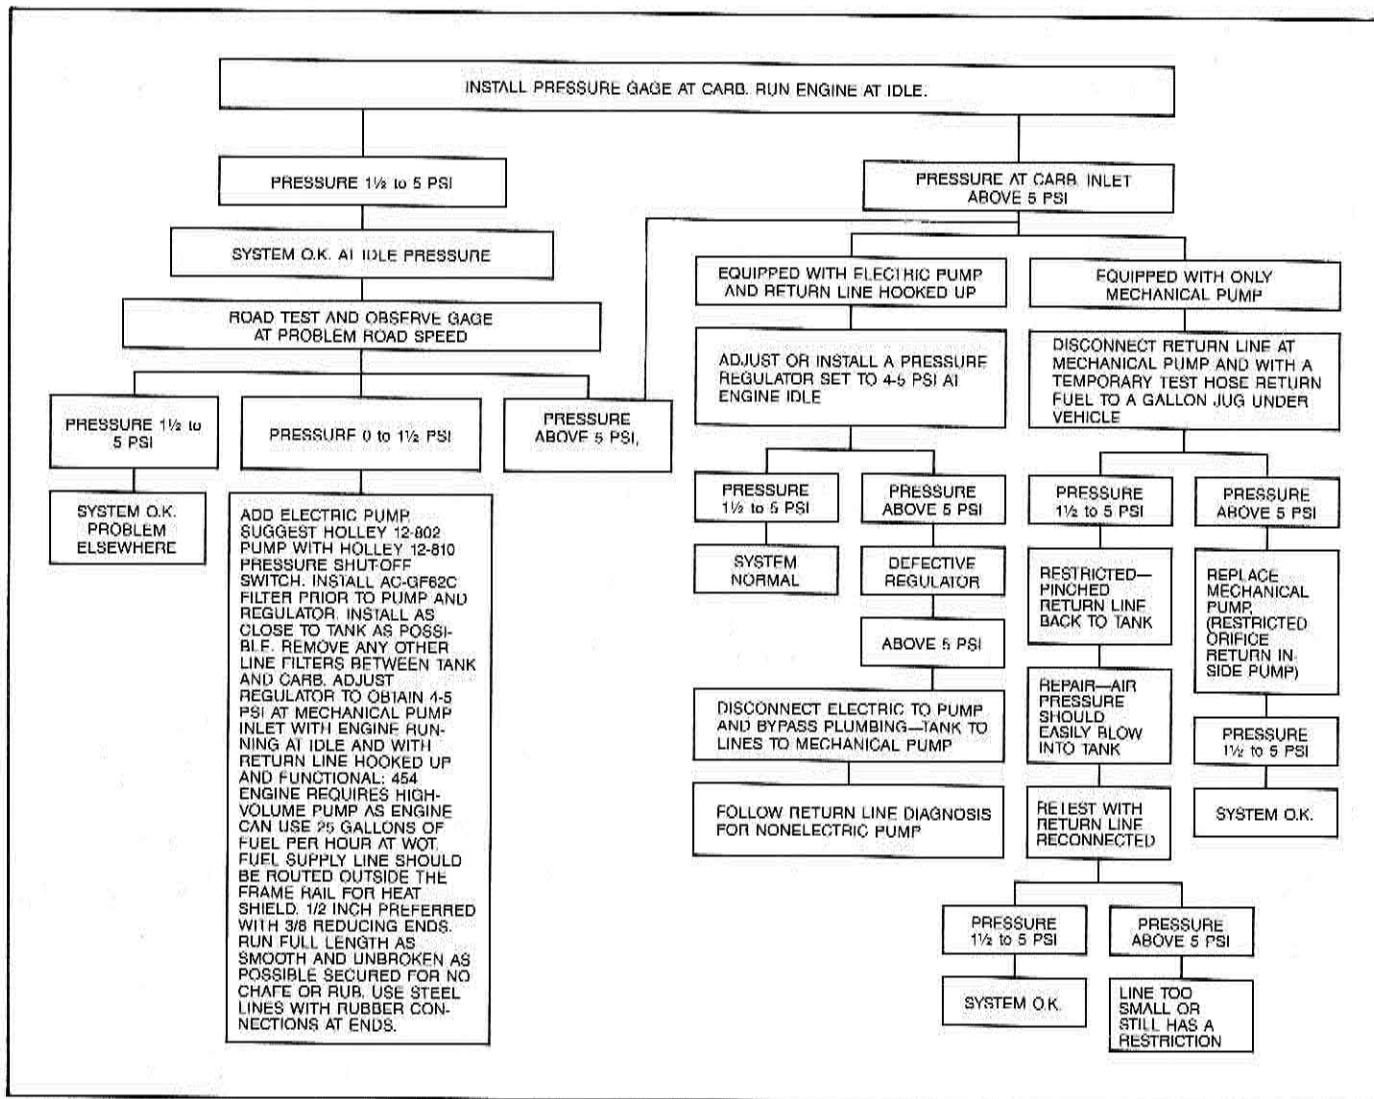 INSTALL PRESSURE GAGE AT CARB. RUN ENGINE AT IDLE.
PRESSURE 1½ to 5 PSI
SYSTEM O.K. AT IDLE PRESSURE
ROAD TEST AND OBSERVE GAGE
AT PROBLEM ROAD SPEED
PRESSURE 1½ to
5 PSI
SYSTEM O.K.
PROBLEM
ELSEWHERE
PRESSURE 0 to 1½ PSI
ADD ELECTRIC PUMP.
SUGGEST HOLLEY 12-802
PUMP WITH HOLLEY 12-810
PRESSURE SHUT-OFF
SWITCH. INSTALL AC-GF62C
FILTER PRIOR TO PUMP AND
REGULATOR. INSTALL AS
CLOSE TO TANK AS POSSI-
BLE. REMOVE ANY OTHER
LINE FILTERS BETWEEN TANK
AND CARB. ADJUST
REGULATOR TO OBTAIN 4-5
PSI AT MECHANICAL PUMP
INLET WITH ENGINE RUN-
NING AT IDLE AND WITH
RETURN LINE HOOKED UP
AND FUNCTIONAL: 454
ENGINE REQUIRES HIGH-
VOLUME PUMP AS ENGINE
CAN USE 25 GALLONS OF
FUEL PER HOUR AT WOT.
FUEL SUPPLY LINE SHOULD
BE ROUTED OUTSIDE THE
FRAME RAIL FOR HEAT
SHIELD. 1/2 INCH PREFERRED
WITH 3/8 REDUCING ENDS.
RUN FULL LENGTH AS
SMOOTH AND UNBROKEN AS
POSSIBLE SECURED FOR NO
CHAFE OR RUB. USE STEEL
LINES WITH RUBBER CON-
NECTIONS AT ENDS.
PRESSURE
ABOVE 5 PSI,
PRESSURE AT CARB. INLET
ABOVE 5 PSI
EQUIPPED WITH ELECTRIC PUMP
AND RETURN LINE HOOKED UP
ADJUST OR INSTALL A PRESSURE
REGULATOR SET TO 4-5 PSI AT
ENGINE IDLE
PRESSURE
1½ to 5 PSI
SYSTEM
NORMAL
PRESSURE
ABOVE 5 PSI
DEFECTIVE
REGULATOR
ABOVE 5 PSI
DISCONNECT ELECTRIC TO PUMP
AND BYPASS PLUMBING—TANK TO
LINES TO MECHANICAL PUMP
FOLLOW RETURN LINE DIAGNOSIS
FOR NONELECTRIC PUMP
EQUIPPED WITH ONLY
MECHANICAL PUMP
DISCONNECT RETURN LINE AT
MECHANICAL PUMP AND WITH A
TEMPORARY TEST HOSE RETURN
FUEL TO A GALLON JUG UNDER
VEHICLE
PRESSURE
1½ to 5 PSI
RESTRICTED—
PINCHED
RETURN LINE
BACK TO TANK
REPAIR—AIR
PRESSURE
SHOULD
EASILY BLOW
INTO TANK
RETEST WITH
RETURN LINE
RECONNECTED
PRESSURE
1½ to 5 PSI
SYSTEM O.K.
PRESSURE
ABOVE 5 PSI
LINE TOO
SMALL OR
STILL HAS A
RESTRICTION
PRESSURE
ABOVE 5 PSI
REPLACE
MECHANICAL
PUMP.
(RESTRICTED
ORIFICE
RETURN IN-
SIDE PUMP)
PRESSURE
1½ to 5 PSI
SYSTEM O.K.